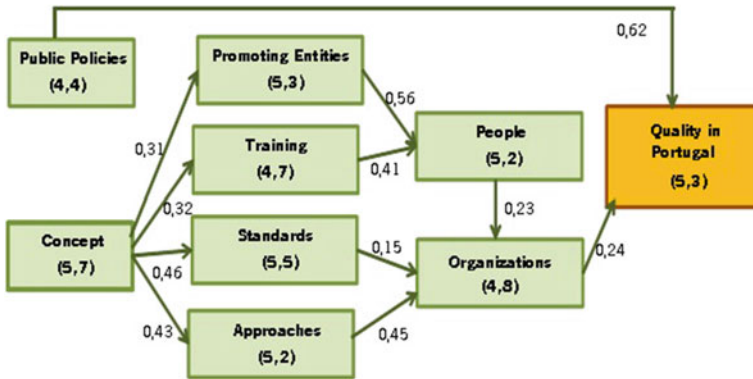 Public Policies
(4,4)
Promoting Entities
(5,3)
0,62
0,56
Training
(4,7)
0,31
0,41
People
(5,2)
Quality in
Portugal
(5,3)
0,32
0,23
Concept
(5,7)
0,46
Standards
(5,5)
0,15
Organizations
(4,8)
0,24
0,43
Approaches
(5,2)
0,45